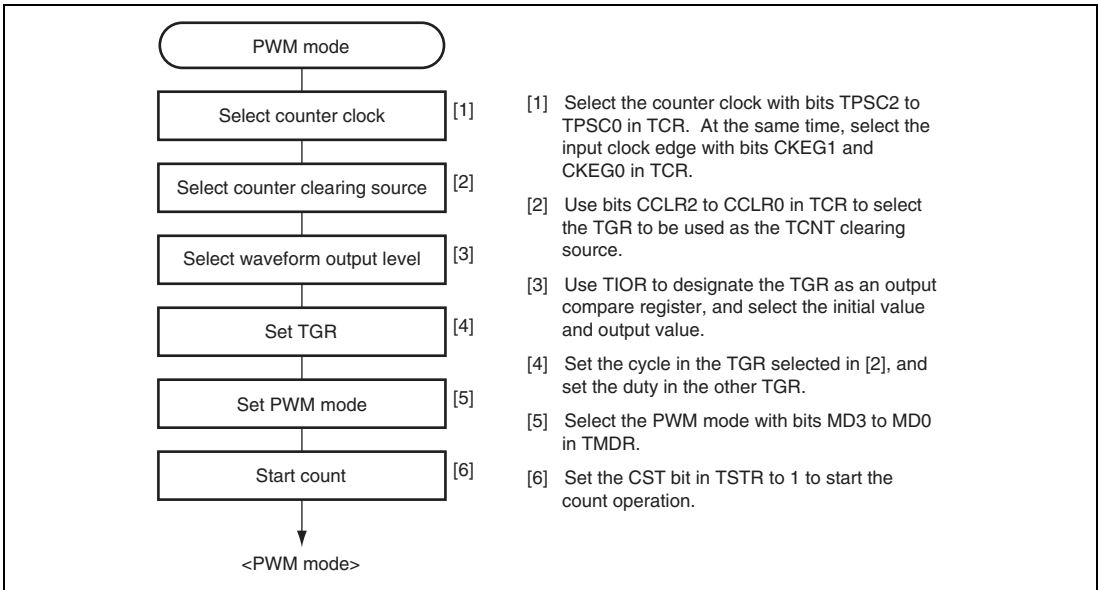 PWM mode
Select counter clock [1]
Select counter clearing source [2]
Select waveform output level [3]
Set TGR [4]
Set PWM mode [5]
Start count [6]
<PWM mode>
[1] Select the counter clock with bits TPSC2 to
TPSC0 in TCR. At the same time, select the
input clock edge with bits CKEG1 and
CKEG0 in TCR.
[2] Use bits CCLR2 to CCLR0 in TCR to select
the TGR to be used as the TCNT clearing
source.
[3] Use TIOR to designate the TGR as an output
compare register, and select the initial value
and output value.
[4] Set the cycle in the TGR selected in [2], and
set the duty in the other TGR.
[5] Select the PWM mode with bits MD3 to MD0
in TMDR.
[6] Set the CST bit in TSTR to 1 to start the
count operation.